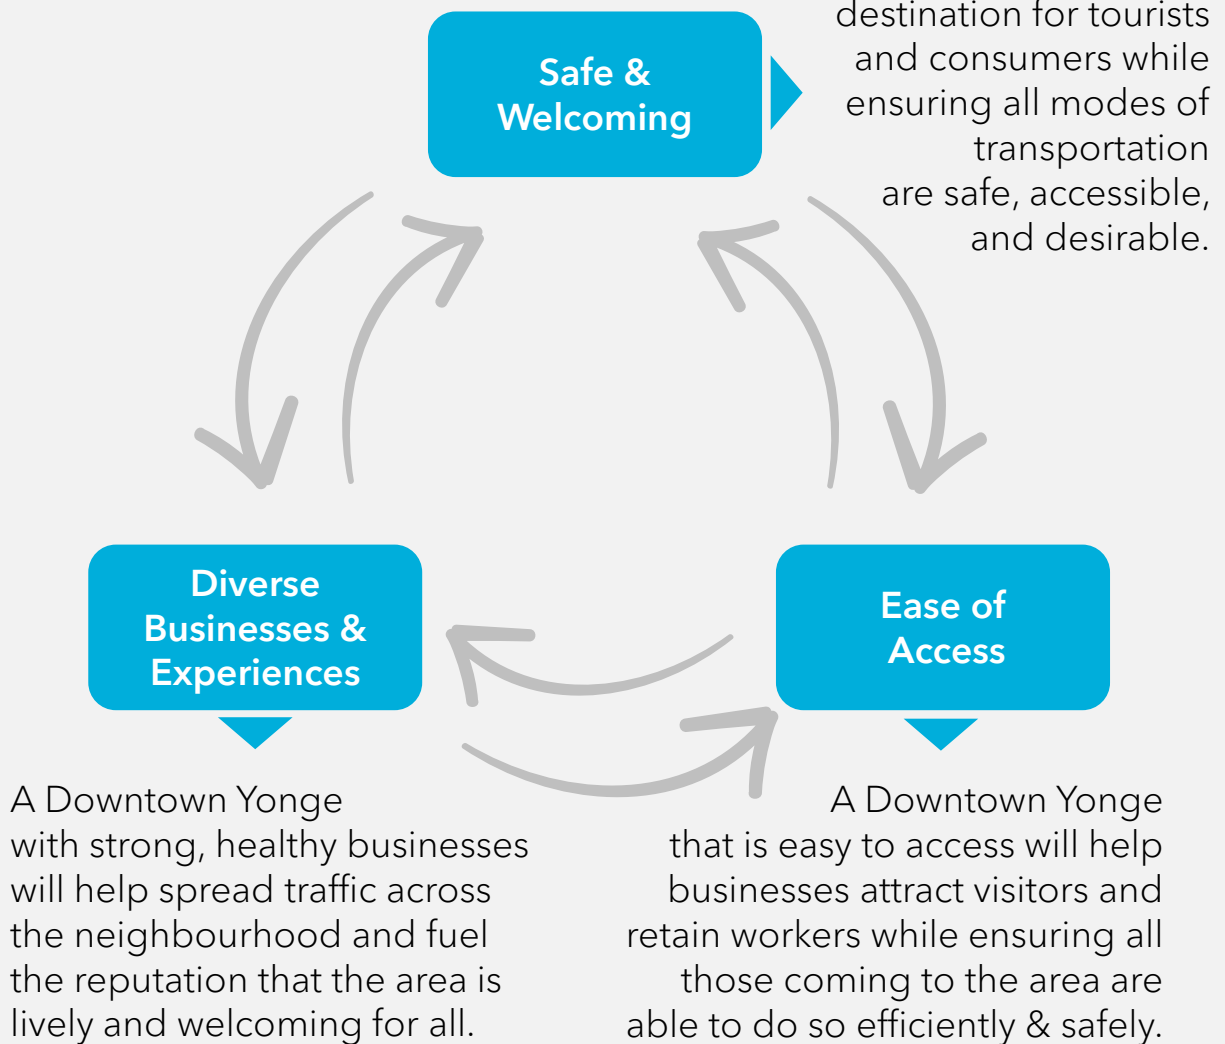 destination for tourists
and consumers while
ensuring all modes of
transportation
are safe, accessible,
and desirable.
Safe &
Welcoming
Diverse
Businesses &
Experiences
Ease of
Access
A Downtown Yonge
with strong, healthy businesses
will help spread traffic across
the neighbourhood and fuel
the reputation that the area is
lively and welcoming for all.
A Downtown Yonge
that is easy to access will help
businesses attract visitors and
retain workers while ensuring all
those coming to the area are
able to do so efficiently & safely.